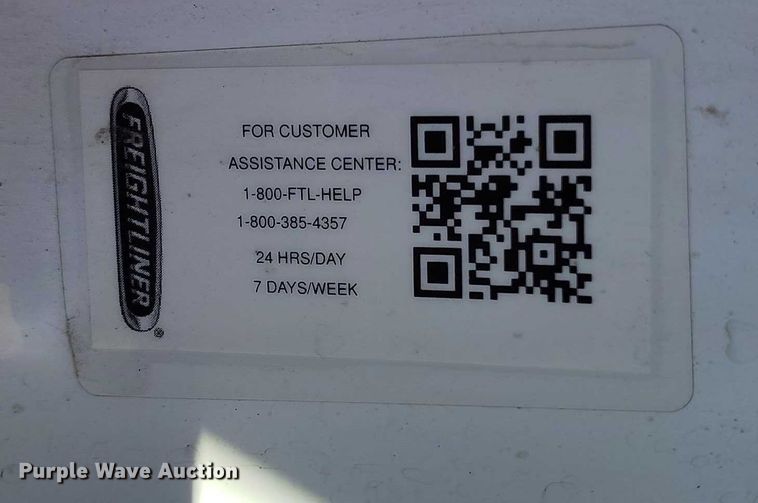 FREIGHTLINER
®
FOR CUSTOMER
ASSISTANCE CENTER:
1-800-FTL-HELP
1-800-385-4357
24 HRS/DAY
7 DAYS/WEEK
Purple Wave Auction